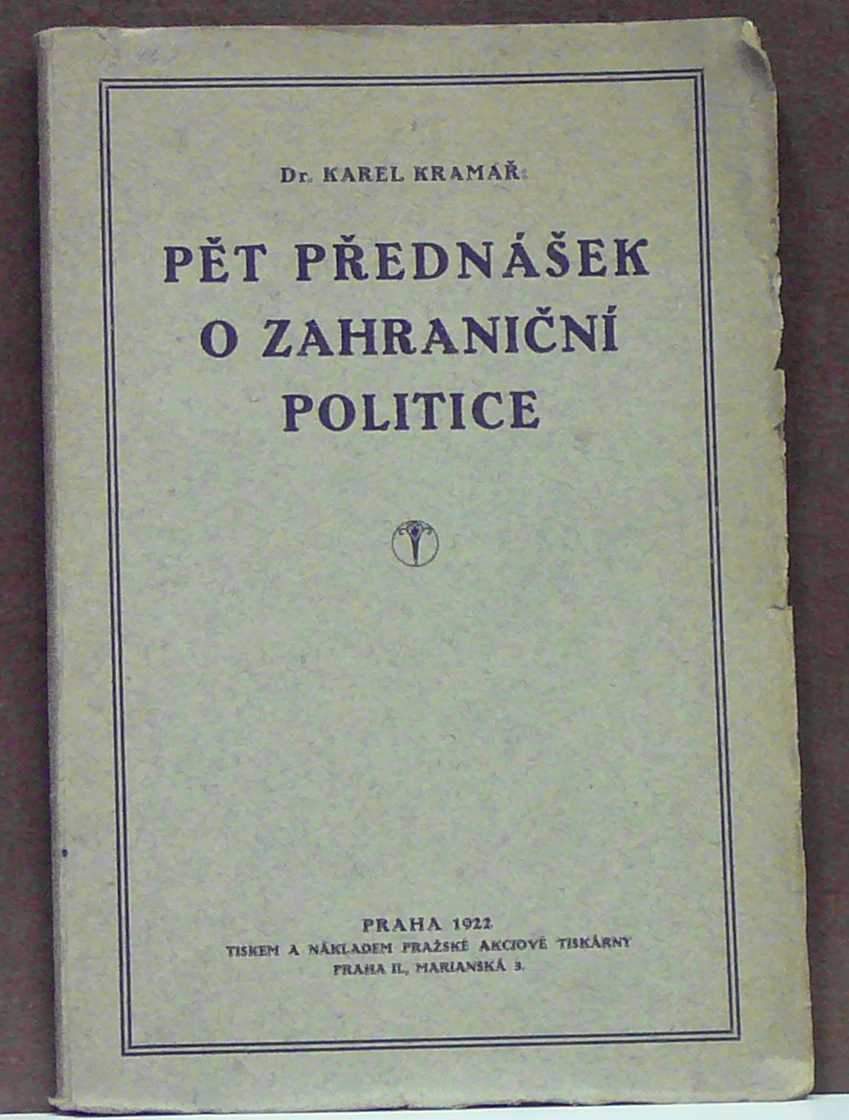 Dr. KAREL KRAMÁŘ:
PĚT PŘEDNÁŠEK
O ZAHRANIČNÍ
POLITICE
PRAHA 1922
TISKEM A NÁKLADEM PRAŽSKÉ AKCIOVÉ TISKÁRNY
PRAHA II., MARIANSKÁ 3.